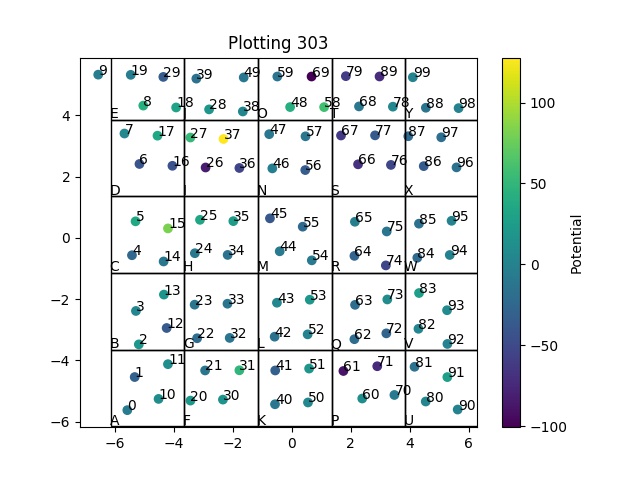 Plotting 303
9 19 29 39 49 59 69 79 89 99
8 18 28 38 48 58 68 78 88 98
E J O T Y
7 17 27 37 47 57 67 77 87 97
6 16 26 36 46 56 66 76 86 96
D I N S X
5 15 25 35 45 55 65 75 85 95
4 14 24 34 44 54 64 74 84 94
C H M R W
3 13 23 33 43 53 63 73 83 93
2 12 22 32 42 52 62 72 82 92
B G L Q V
1 11 21 31 41 51 61 71 81 91
0 10 20 30 40 50 60 70 80 90
A F K P U
4
2
0
−2
−4
−6
−6 −4 −2 0 2 4 6
100
50
0
−50
−100
Potential